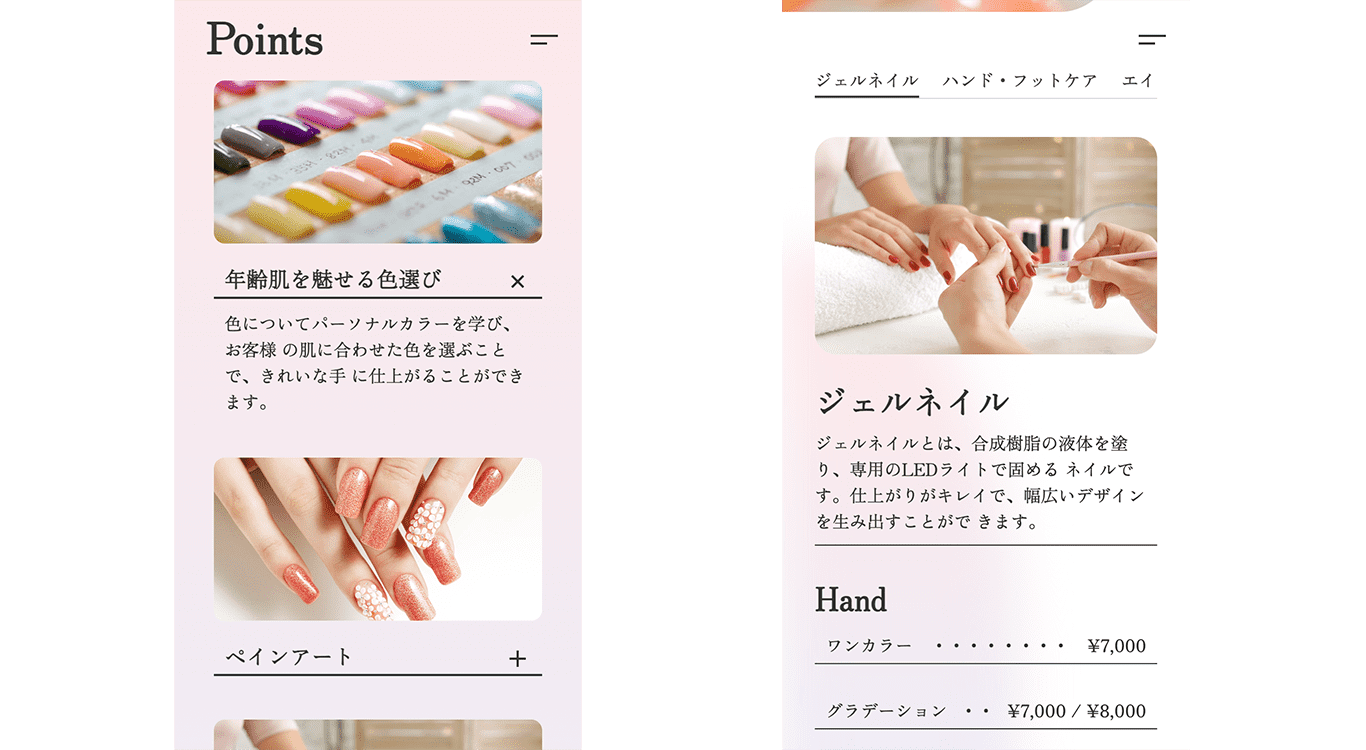 Points
年齢肌を魅せる色選び ×
色についてパーソナルカラーを学び、
お客様 の肌に合わせた色を選ぶこと
で、きれいな手 に仕上がることができ
ます。
ペインアート +
ジェルネイル ハンド・フットケア エイ
ジェルネイル
ジェルネイルとは、合成樹脂の液体を塗
り、専用のLEDライトで固める ネイルで
す。仕上がりがキレイで、幅広いデザイン
を生み出すことがで きます。
Hand
ワンカラー ・・・・・・・・ ¥7,000
グラデーション ・・ ¥7,000 / ¥8,000